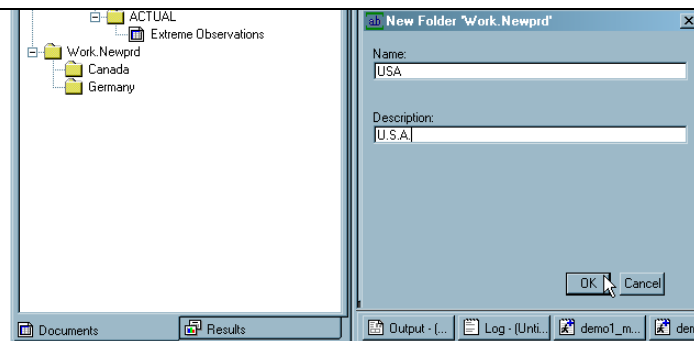 ACTUAL
Extreme Observations
Work.Newprd
Canada
Germany
Documents
Results
New Folder 'Work.Newprd'
Name:
USA
Description:
U.S.A.
OK
Cancel
Output - (...
Log - (Unti...
demo1_m...
den